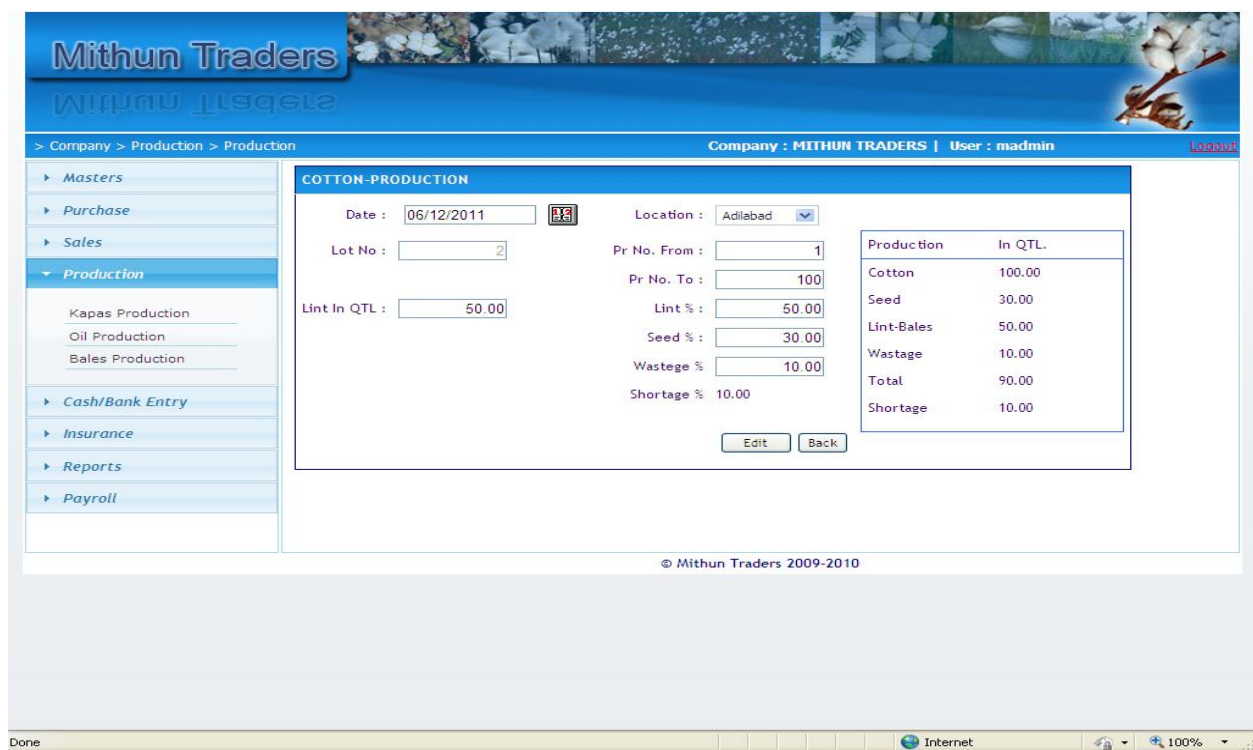 Mithun Traders
> Company > Production > Production Company : MITHUN TRADERS | User : madmin Logout
Masters
Purchase
Sales
Production
Kapas Production
Oil Production
Bales Production
Cash/Bank Entry
Insurance
Reports
Payroll
COTTON-PRODUCTION
Date : 06/12/2011 Location : Adilabad
Lot No : 2 Pr No. From : 1
Pr No. To : 100
Lint In QTL : 50.00 Lint % : 50.00
Seed % : 30.00
Wastege % 10.00
Shortage % 10.00
Edit Back
Production In QTL.
Cotton 100.00
Seed 30.00
Lint-Bales 50.00
Wastage 10.00
Total 90.00
Shortage 10.00
© Mithun Traders 2009-2010
Done Internet 100%